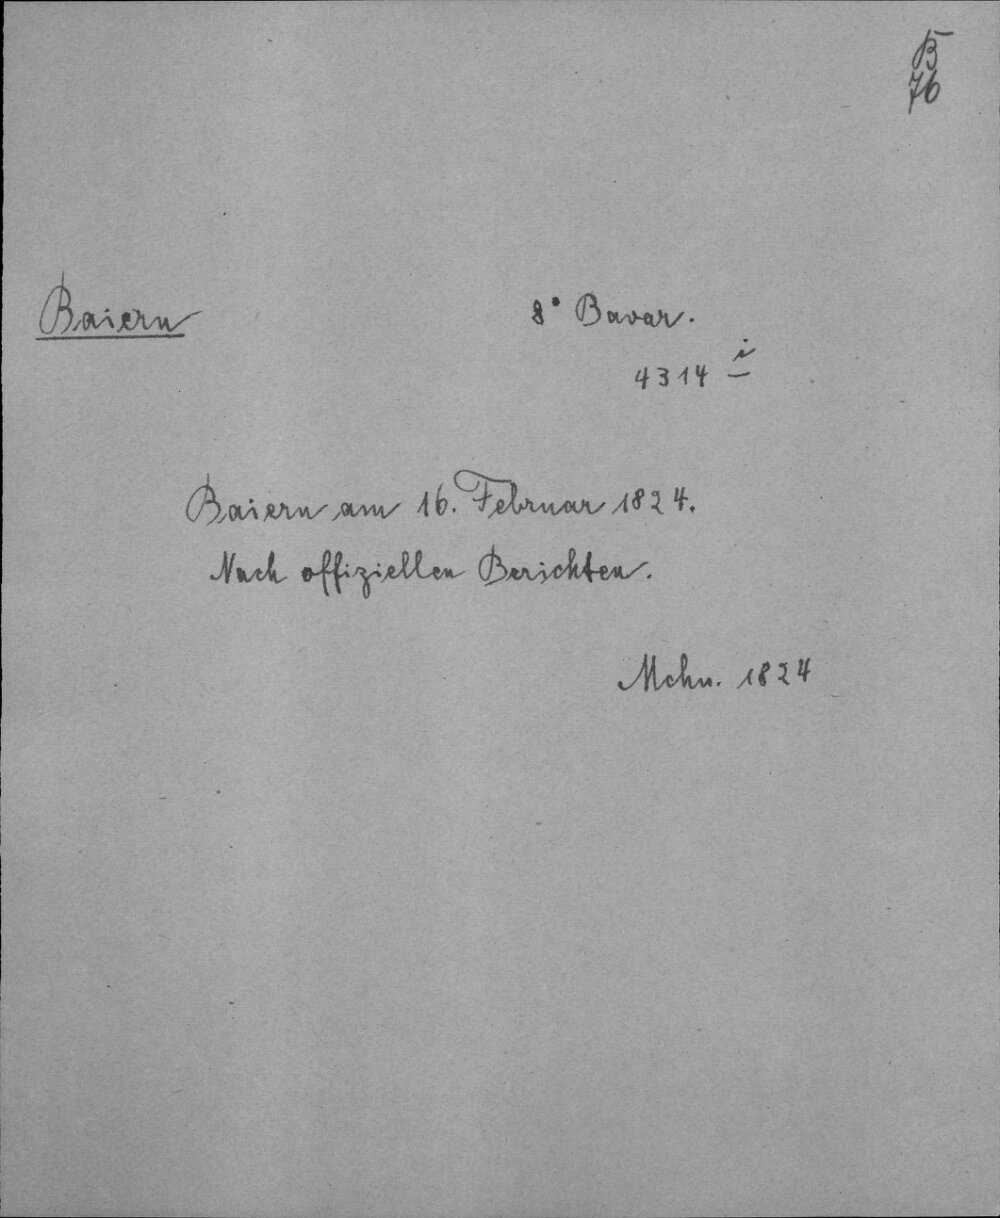 B
76
Baiern
8° Bavar.
4314 i
Baiern am 16. Februar 1824.
Nach offiziellen Berichten.
Mchn. 1824